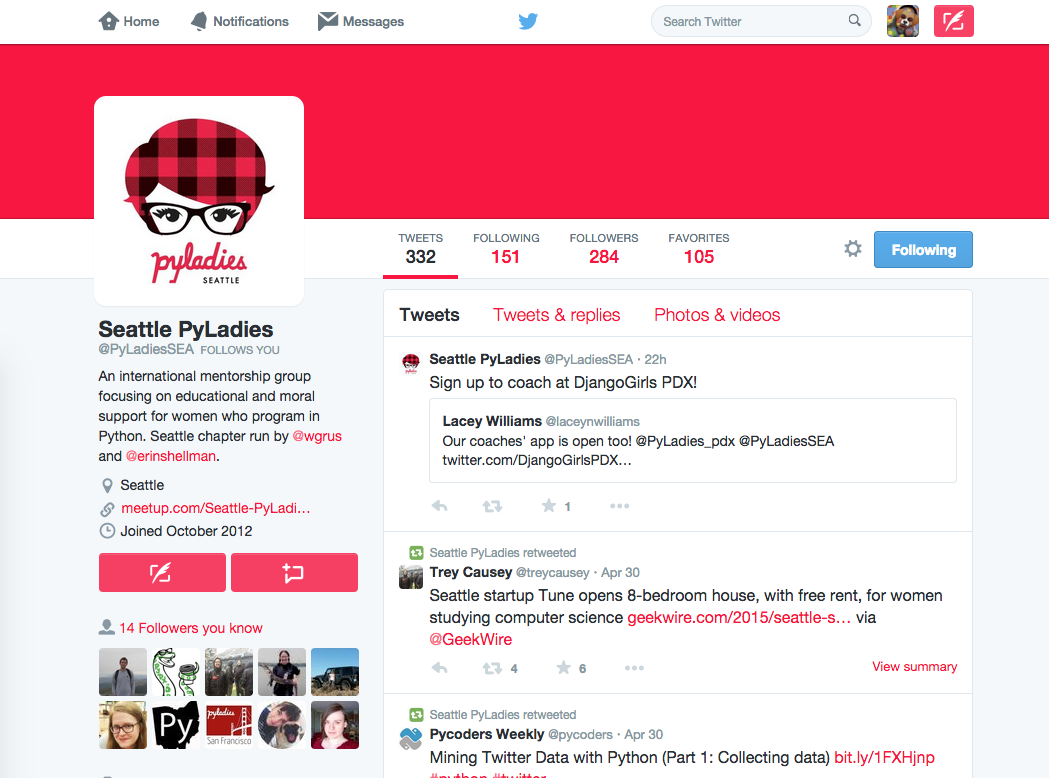 Home
Notifications
Messages
Search Twitter
pyladies
SEATTLE
TWEETS
332
FOLLOWING
151
FOLLOWERS
284
FAVORITES
105
Following
Seattle PyLadies
@PyLadiesSEA FOLLOWS YOU
An international mentorship group
focusing on educational and moral
support for women who program in
Python. Seattle chapter run by @wgrus
and @erinshellman.
Seattle
meetup.com/Seattle-PyLadi…
Joined October 2012
14 Followers you know
Py
pyladies
San Francisco
Tweets
Tweets & replies
Photos & videos
Seattle PyLadies @PyLadiesSEA · 22h
Sign up to coach at DjangoGirls PDX!
Lacey Williams @laceynwilliams
Our coaches' app is open too! @PyLadies_pdx @PyLadiesSEA
twitter.com/DjangoGirlsPDX…
1
Seattle PyLadies retweeted
Trey Causey @treycausey · Apr 30
Seattle startup Tune opens 8-bedroom house, with free rent, for women
studying computer science geekwire.com/2015/seattle-s… via
@GeekWire
4
6
View summary
Seattle PyLadies retweeted
Pycoders Weekly @pycoders · Apr 30
Mining Twitter Data with Python (Part 1: Collecting data) bit.ly/1FXHjnp
#python #twitter